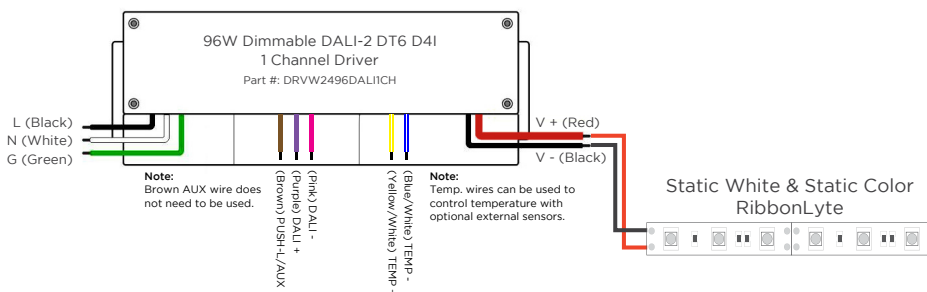 96W Dimmable DALI-2 DT6 D4I
1 Channel Driver
Part #: DRVW2496DALI1CH
L (Black)
N (White)
G (Green)
V + (Red)
V - (Black)
Note:
Brown AUX wire does
not need to be used.
(Brown) PUSH-L/AUX
(Purple) DALI +
(Pink) DALI -
(Yellow/White) TEMP -
(Blue/White) TEMP -
Note:
Temp. wires can be used to
control temperature with
optional external sensors.
Static White & Static Color
RibbonLyte